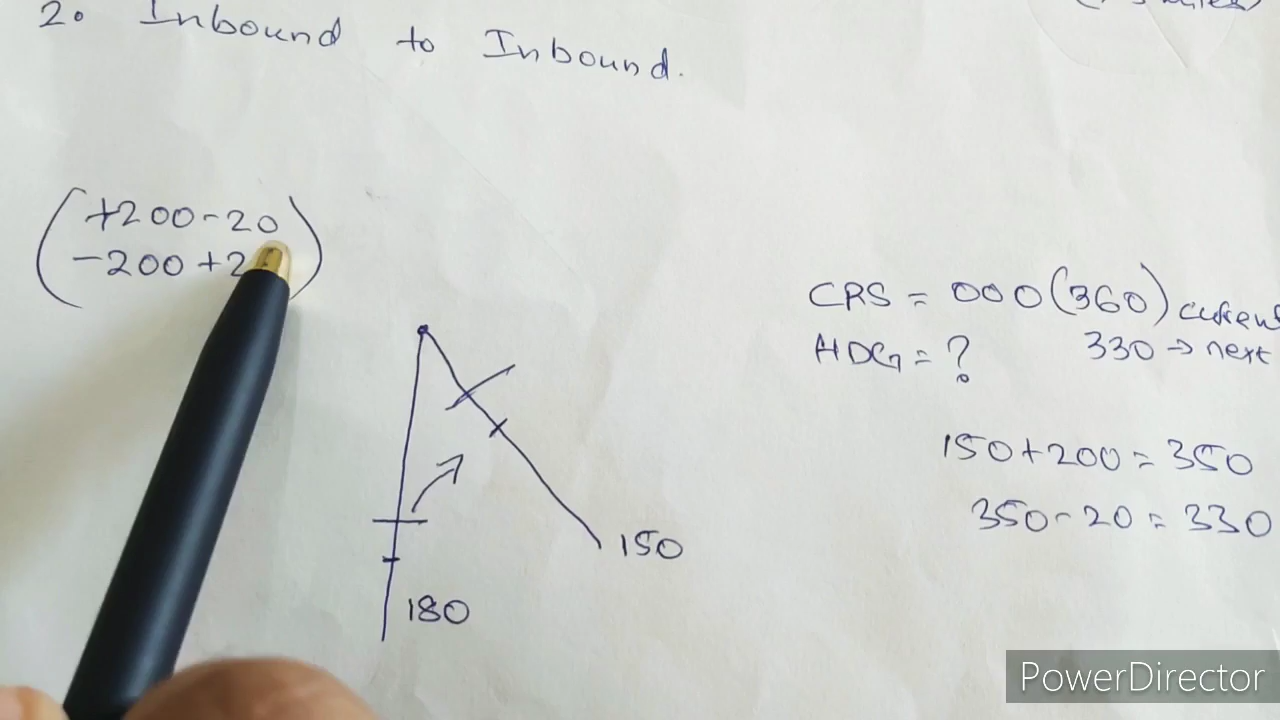 2. Inbound to Inbound.
+200-20
-200+2
CRS = 000(360)
HDG = ? 330 → next
150+200=350
350-20=330
150
180
PowerDirector